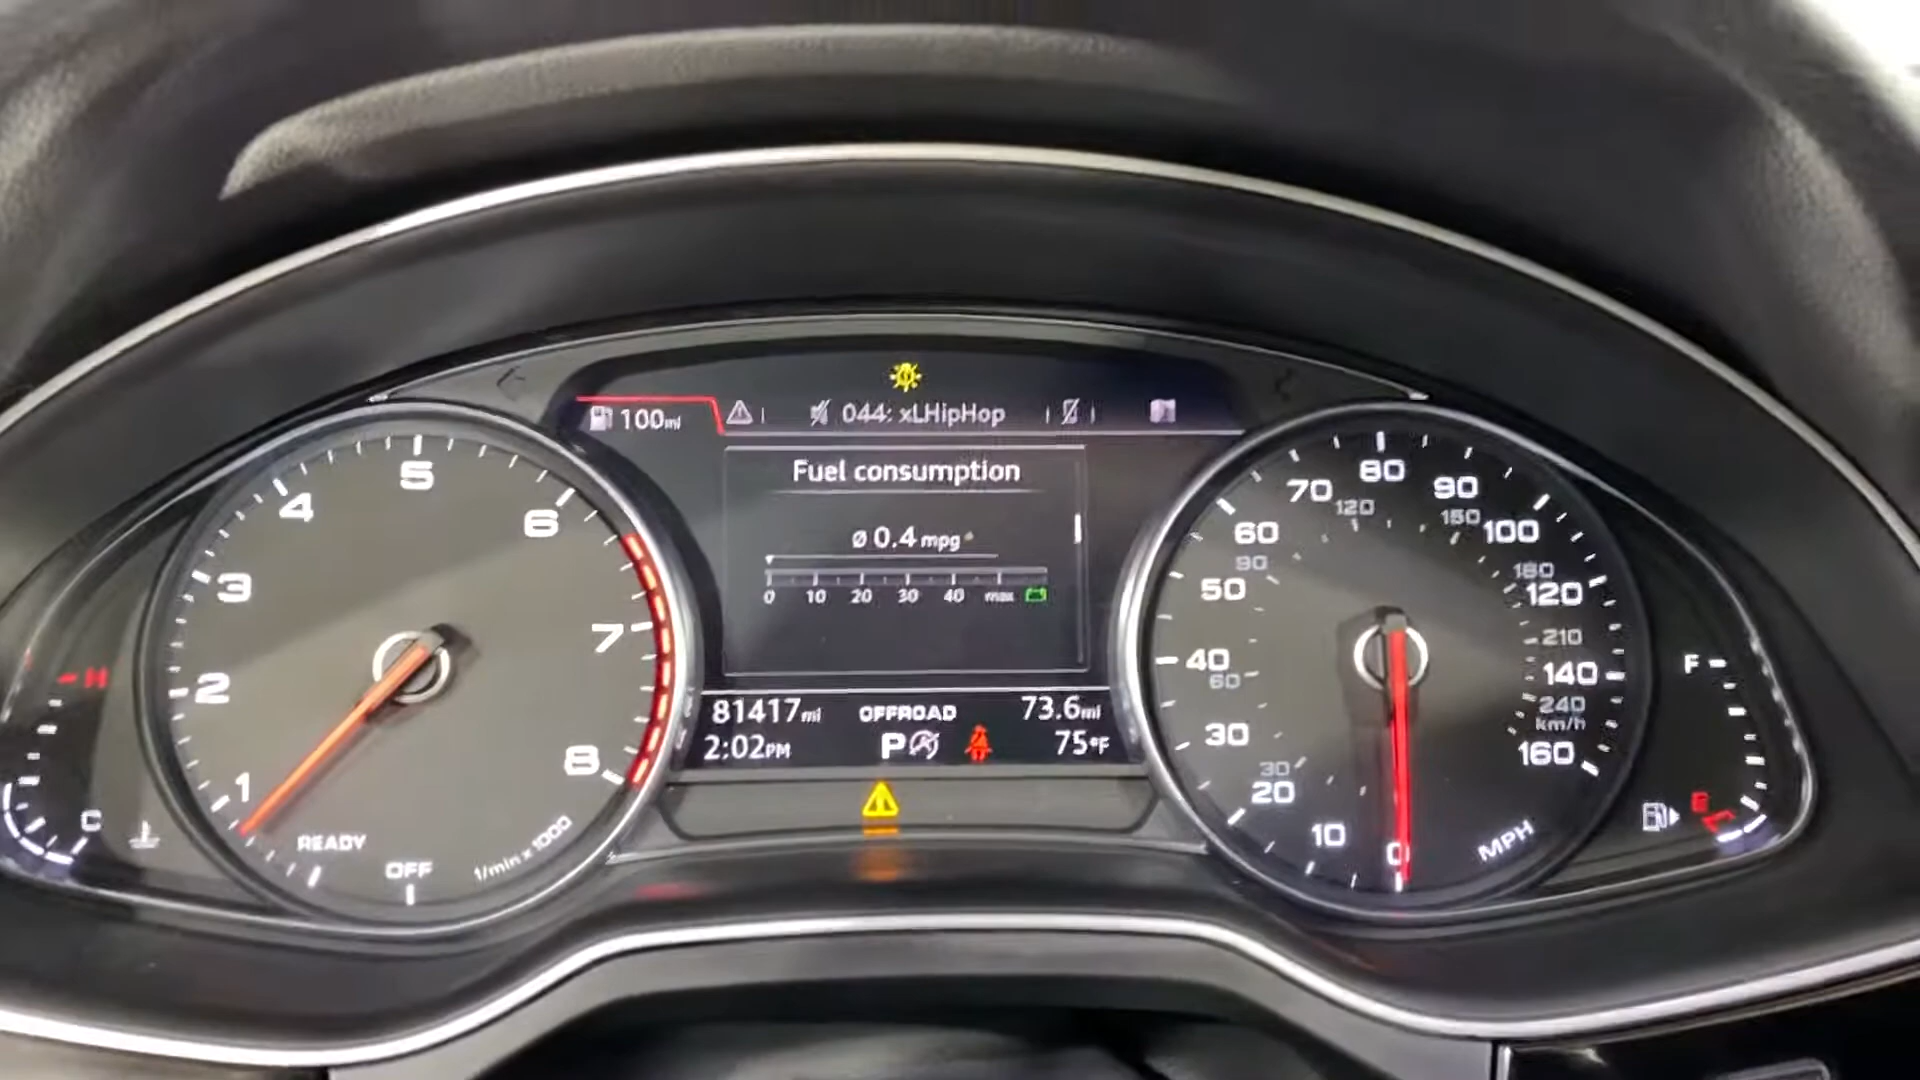 100mi
044: xLHipHop
Fuel consumption
Ø 0.4 mpg
0 10 20 30 40 max
81417mi OFFROAD 73.6mi
2:02PM P 75°F
H
C
1
2
3
4
5
6
7
8
READY
OFF
1/min x 1000
0
10
20
30
40
50
60
70
80
90
100
120
140
160
MPH
30
60
90
120
150
180
210
240
km/h
F
E